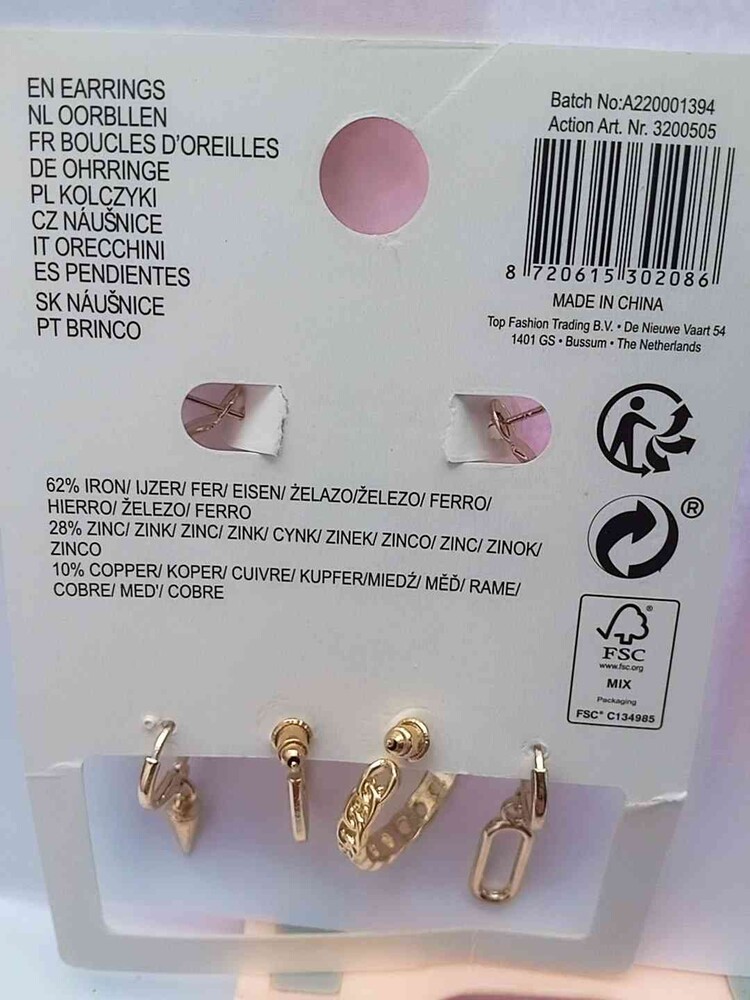 EN EARRINGS
NL OORBLLEN
FR BOUCLES D'OREILLES
DE OHRRINGE
PL KOLCZYKI
CZ NÁUŠNICE
IT ORECCHINI
ES PENDIENTES
SK NÁUŠNICE
PT BRINCO
Batch No:A220001394
Action Art. Nr. 3200505
8 720615 302086
MADE IN CHINA
Top Fashion Trading B.V. • De Nieuwe Vaart 54
1401 GS • Bussum • The Netherlands
62% IRON/ IJZER/ FER/ EISEN/ ŻELAZO/ŽELEZO/ FERRO/
HIERRO/ ŽELEZO/ FERRO
28% ZINC/ ZINK/ ZINC/ ZINK/ CYNK/ ZINEK/ ZINCO/ ZINC/ ZINOK/
ZINCO
10% COPPER/ KOPER/ CUIVRE/ KUPFER/MIEDŹ/ MĚĎ/ RAME/
COBRE/ MED'/ COBRE
®
®
FSC
www.fsc.org
MIX
Packaging
FSC® C134985